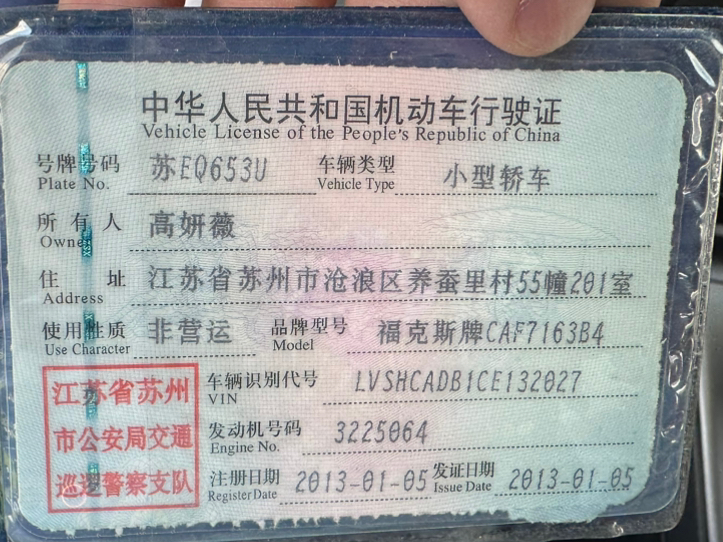 中华人民共和国机动车行驶证
Vehicle License of the People's Republic of China
号牌号码 苏EQ653U 车辆类型 小型轿车
Plate No. Vehicle Type
所有人 高妍薇
Owner
住址 江苏省苏州市沧浪区养蚕里村55幢201室
Address
使用性质 非营运 品牌型号 福克斯牌CAF7163B4
Use Character Model
江苏省苏州 车辆识别代号 LVSHCADB1CE132027
VIN
市公安局交通 发动机号码 3225064
Engine No.
巡逻警察支队 注册日期 2013-01-05 发证日期 2013-01-05
Register Date Issue Date